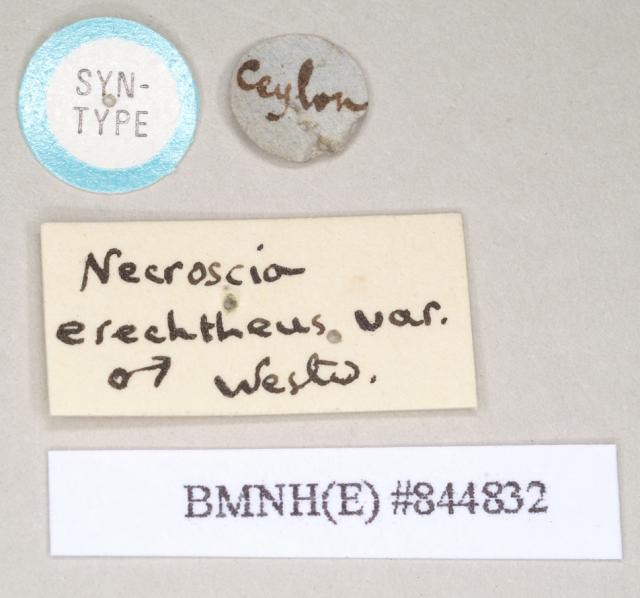 SYN-
TYPE
Ceylon
Necroscia
erechtheus var.
♂ Westw.
BMNH(E) #844832